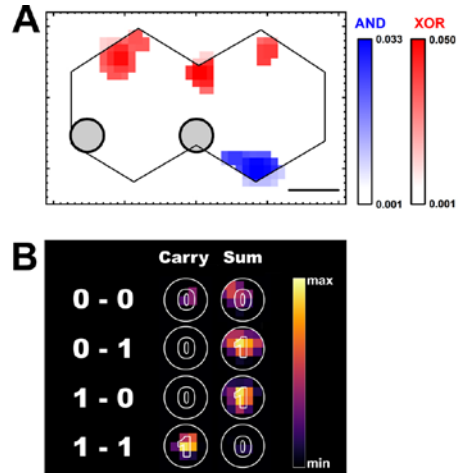 A
AND
XOR
0.033
0.050
0.001
0.001
B
Carry Sum
0 - 0 0 0
0 - 1 0 1
1 - 0 0 1
1 - 1 1 0
max
min